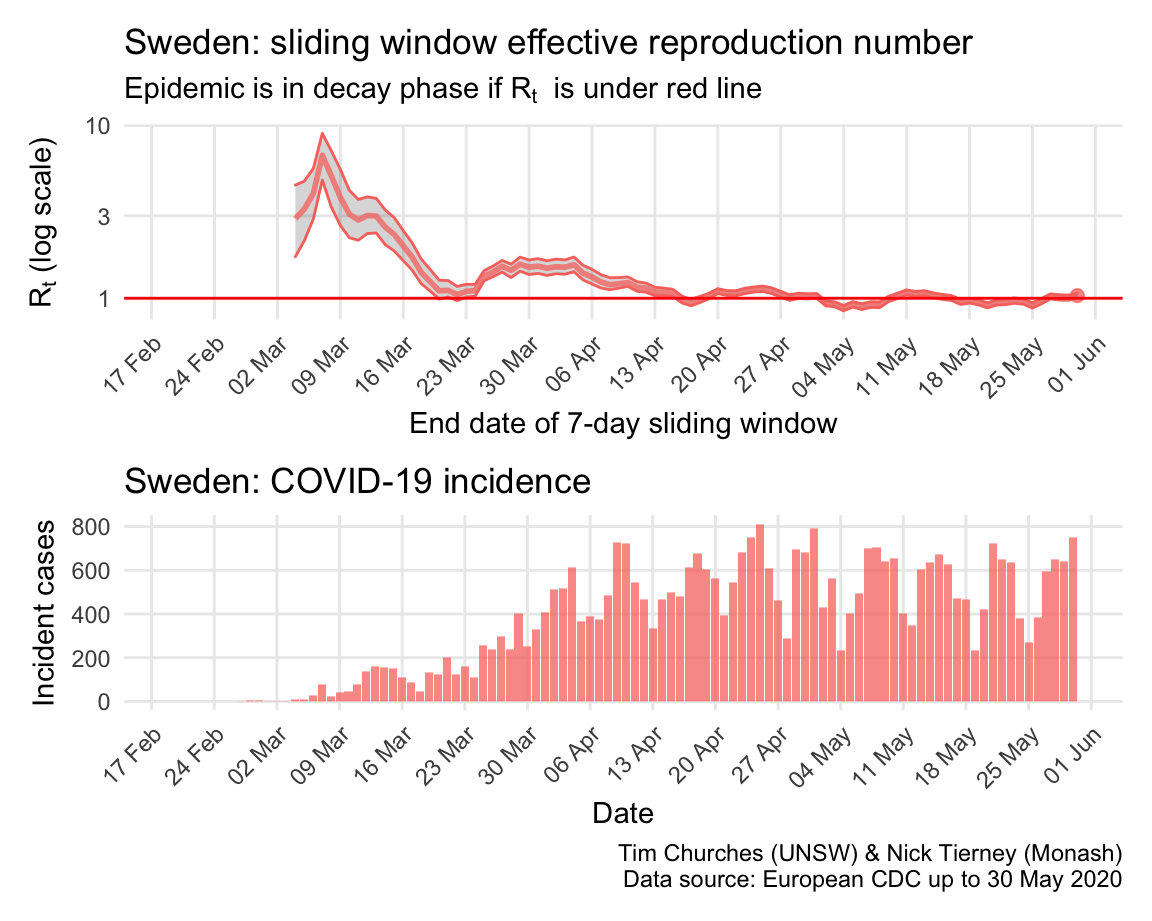 Sweden: sliding window effective reproduction number
Epidemic is in decay phase if Rt is under red line
Rt (log scale)
10
3
1
17 Feb
24 Feb
02 Mar
09 Mar
16 Mar
23 Mar
30 Mar
06 Apr
13 Apr
20 Apr
27 Apr
04 May
11 May
18 May
25 May
01 Jun
End date of 7-day sliding window
Sweden: COVID-19 incidence
Incident cases
800
600
400
200
0
17 Feb
24 Feb
02 Mar
09 Mar
16 Mar
23 Mar
30 Mar
06 Apr
13 Apr
20 Apr
27 Apr
04 May
11 May
18 May
25 May
01 Jun
Date
Tim Churches (UNSW) & Nick Tierney (Monash)
Data source: European CDC up to 30 May 2020